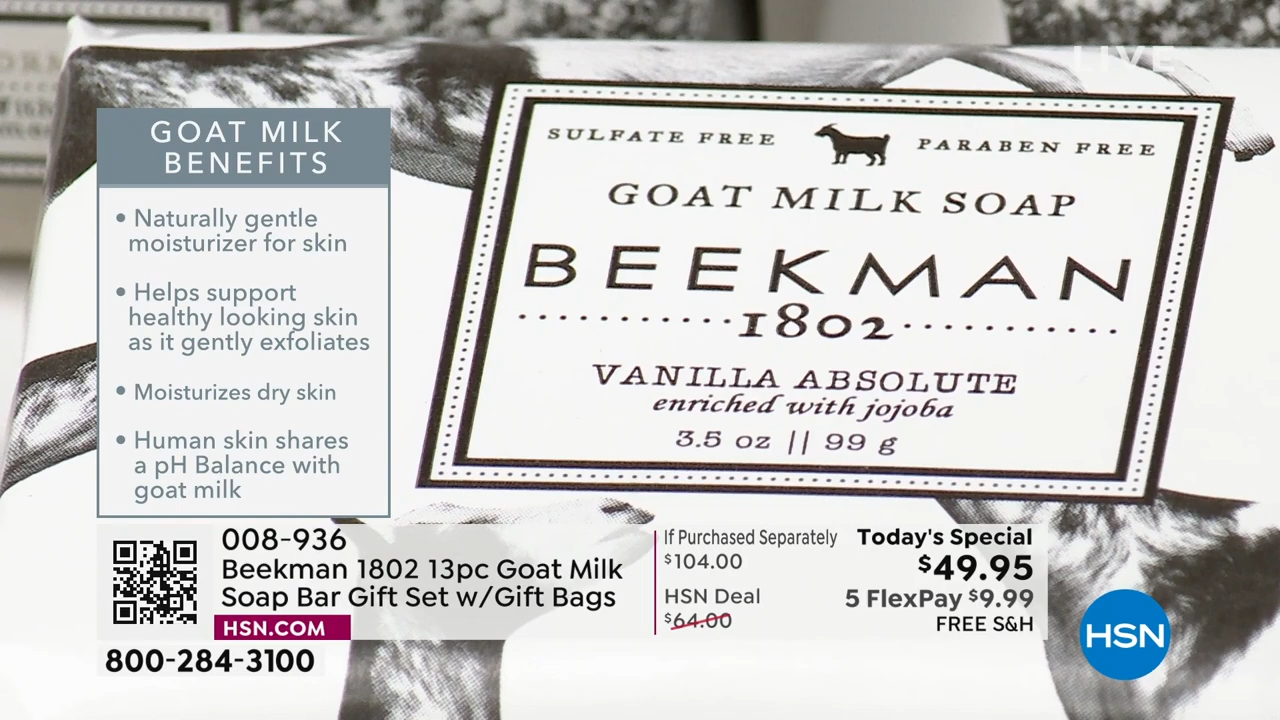 LIVE
SULFATE FREE PARABEN FREE
GOAT MILK SOAP
BEEKMAN
1802
VANILLA ABSOLUTE
enriched with jojoba
3.5 oz || 99 g
GOAT MILK
BENEFITS
• Naturally gentle
moisturizer for skin
• Helps support
healthy looking skin
as it gently exfoliates
• Moisturizes dry skin
• Human skin shares
a pH Balance with
goat milk
008-936
Beekman 1802 13pc Goat Milk
Soap Bar Gift Set w/Gift Bags
HSN.COM
800-284-3100
If Purchased Separately
$104.00
HSN Deal
$64.00
Today's Special
$49.95
5 FlexPay $9.99
FREE S&H
HSN